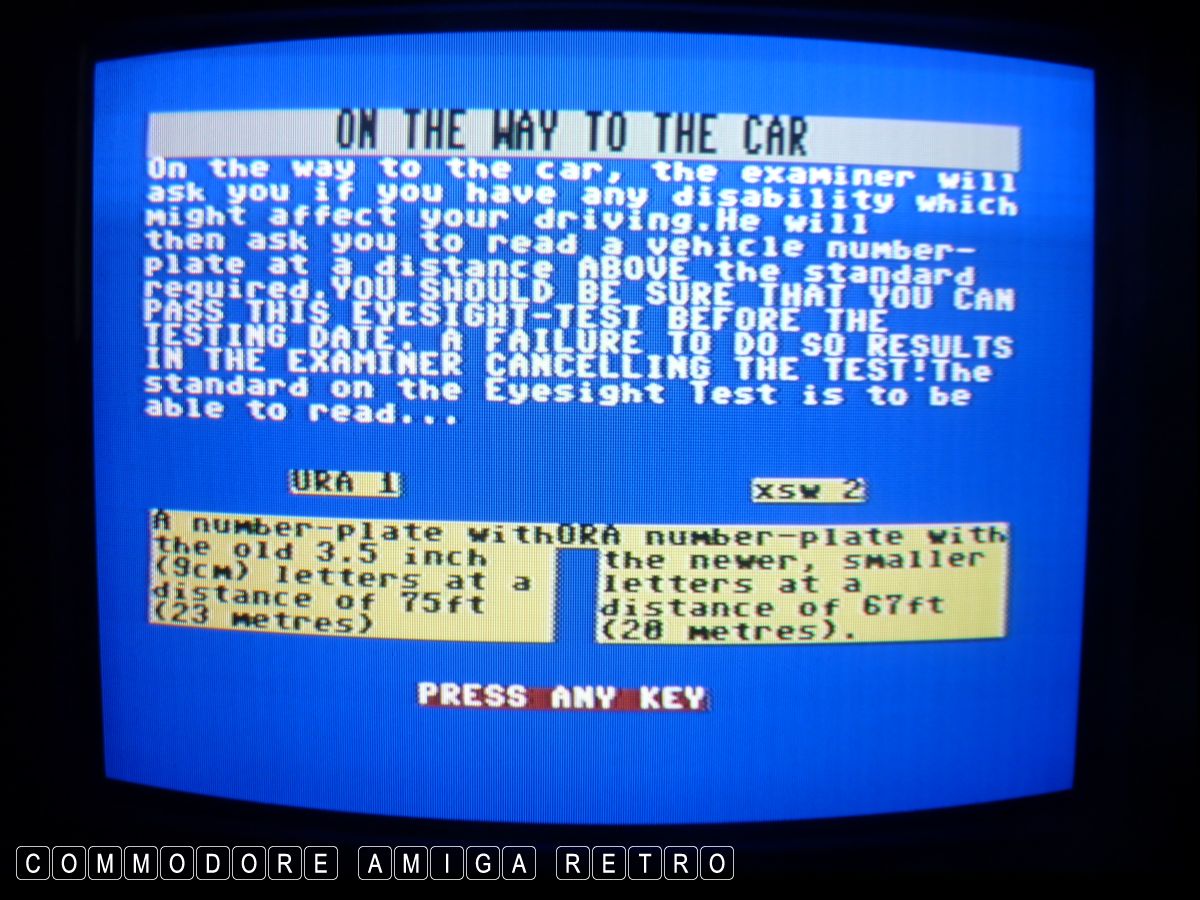 ON THE WAY TO THE CAR
On the way to the car, the examiner will
ask you if you have any disability which
might affect your driving.He will
then ask you to read a vehicle number-
plate at a distance ABOVE the standard
required.YOU SHOULD BE SURE THAT YOU CAN
PASS THIS EYESIGHT-TEST BEFORE THE
TESTING DATE. A FAILURE TO DO SO RESULTS
IN THE EXAMINER CANCELLING THE TEST!The
standard on the Eyesight Test is to be
able to read...
URA 1
xsw 2
A number-plate with
the old 3.5 inch
(9cm) letters at a
distance of 75ft
(23 metres)
OR
A number-plate with
the newer, smaller
letters at a
distance of 67ft
(20 metres).
PRESS ANY KEY
COMMODORE AMIGA RETRO